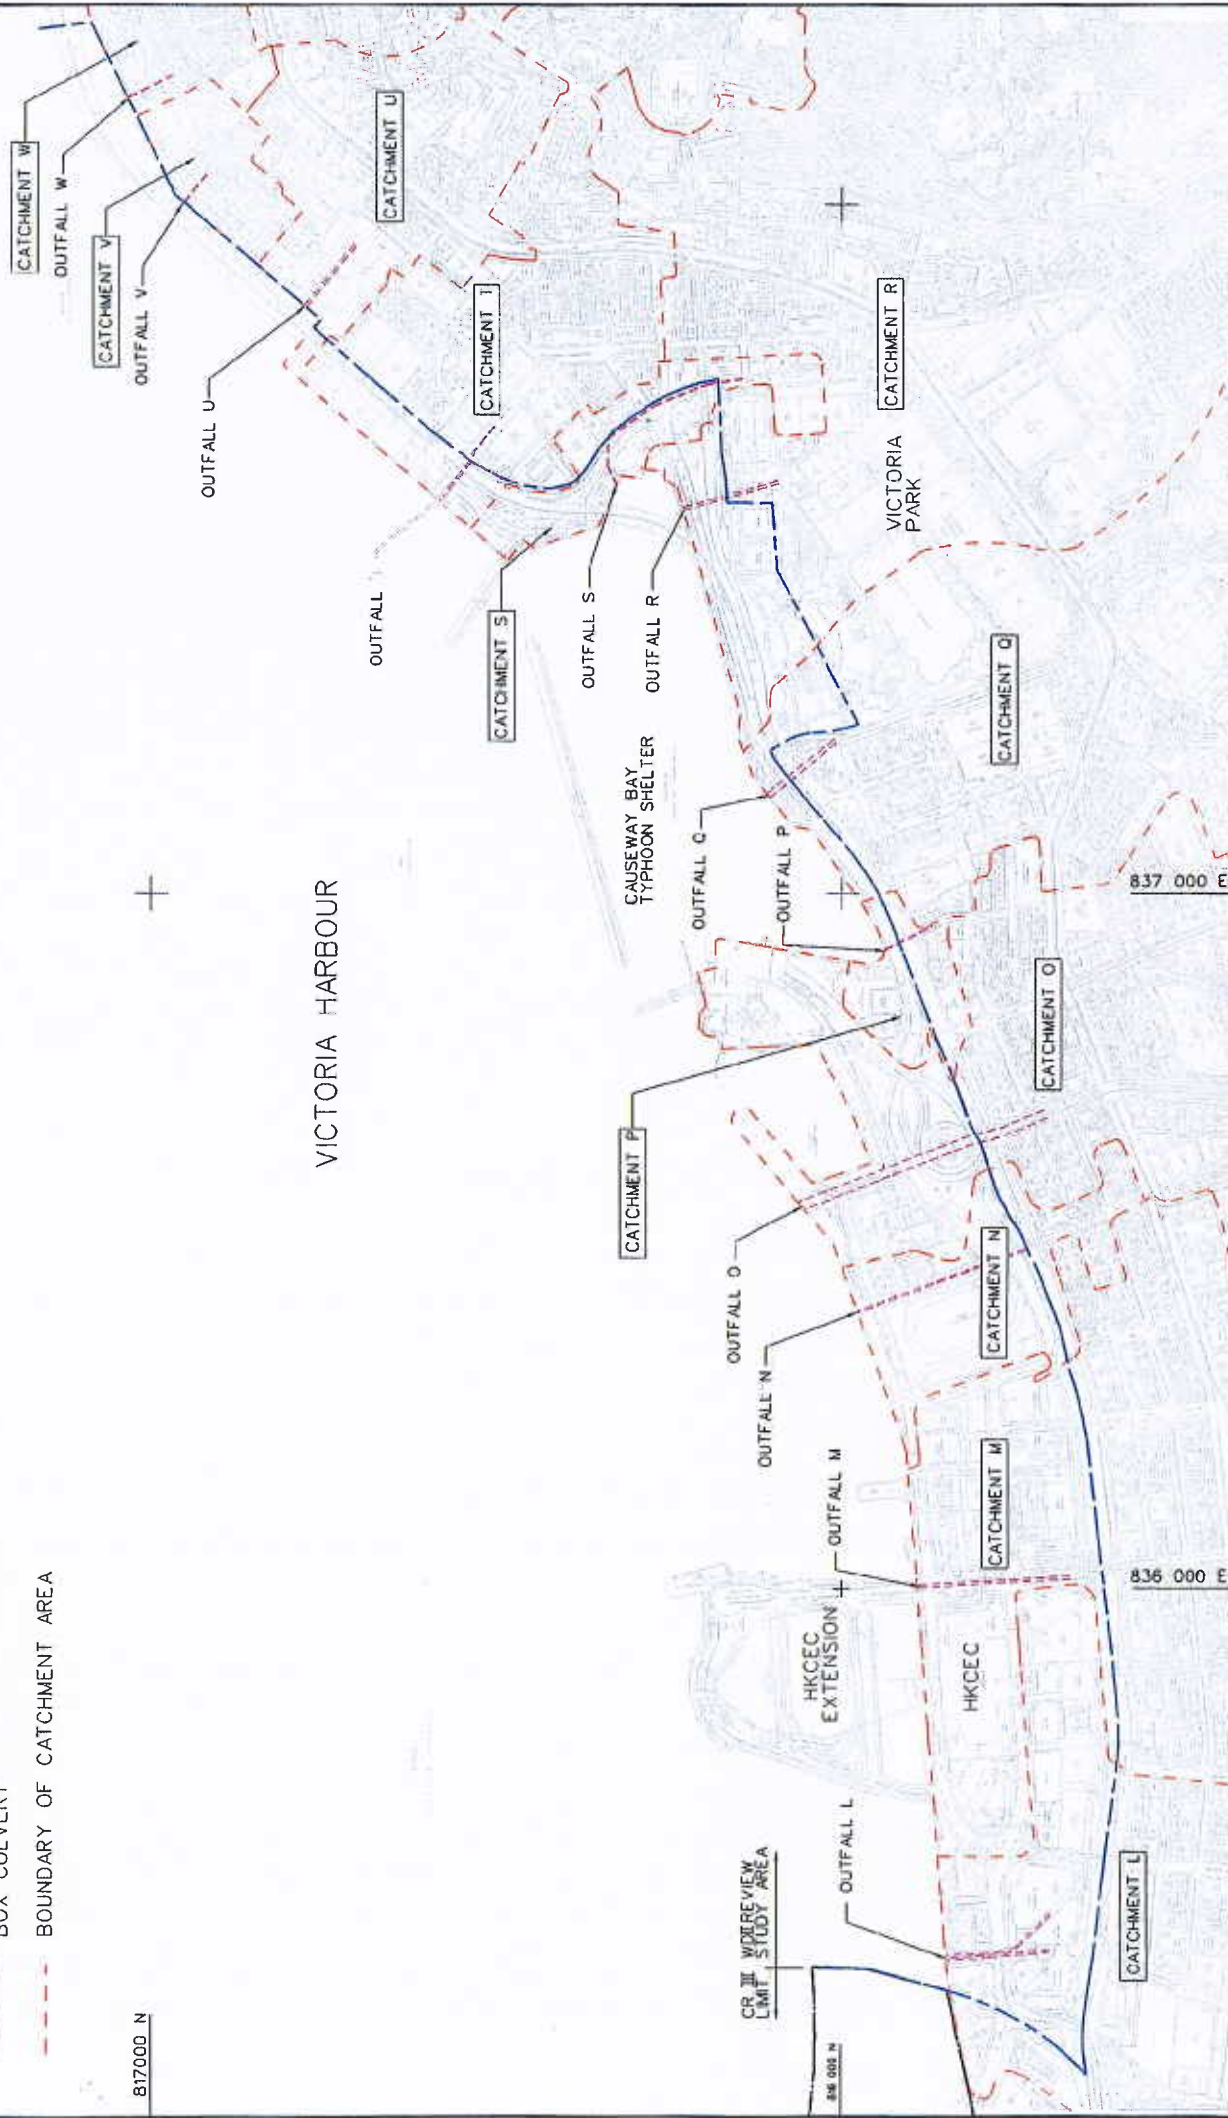 BOUNDARY OF CATCHMENT AREA
817000 N
VICTORIA HARBOUR
CATCHMENT W
OUTFALL W
CATCHMENT V
OUTFALL V
OUTFALL U
CATCHMENT U
CATCHMENT T
OUTFALL
CATCHMENT S
OUTFALL S
OUTFALL R
CATCHMENT R
VICTORIA
PARK
CATCHMENT Q
CAUSEWAY BAY
TYPHOON SHELTER
OUTFALL Q
OUTFALL P
837 000 E
CATCHMENT O
CATCHMENT P
OUTFALL O
OUTFALL N
CATCHMENT N
OUTFALL M
CATCHMENT M
836 000 E
HKCEC
EXTENSION
HKCEC
OUTFALL L
CATCHMENT L
CR III
LIMIT
WDII REVIEW
STUDY AREA
816 000 N